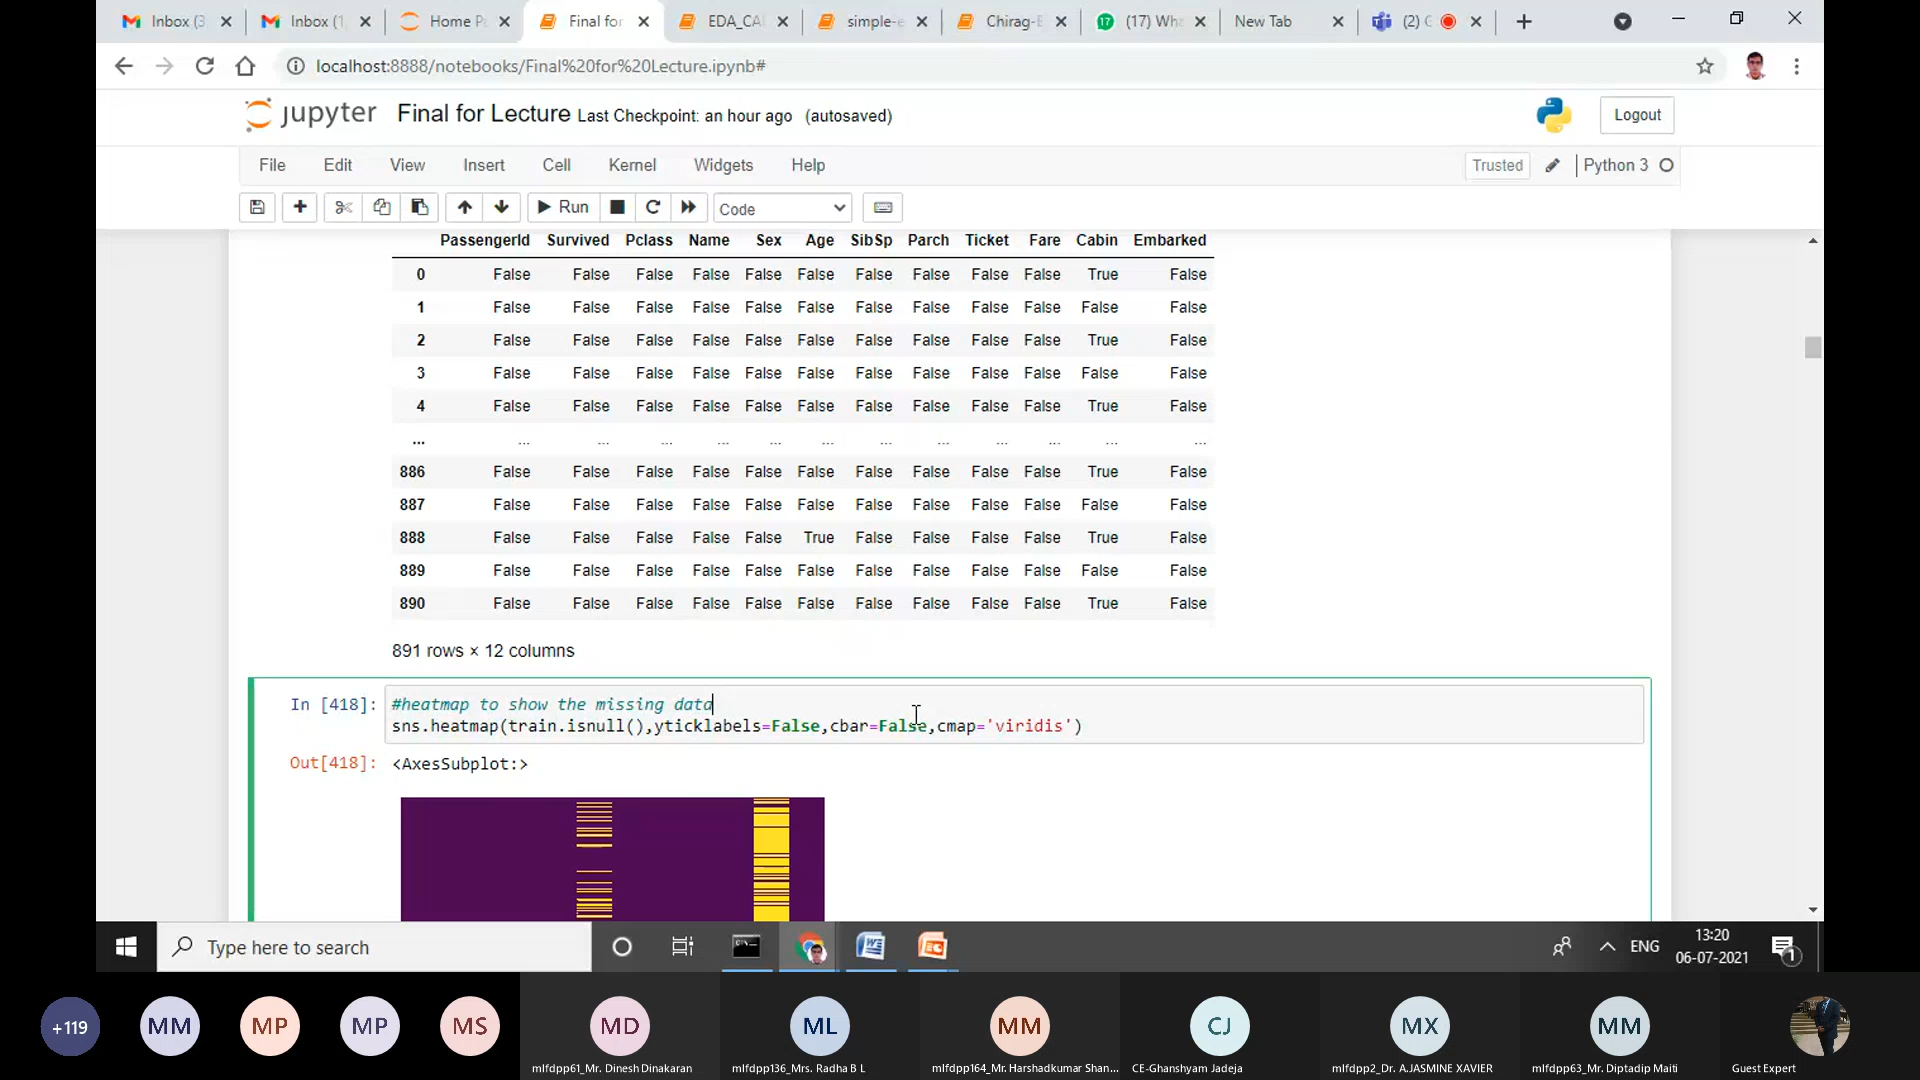 Inbox (3
Inbox (1
Home P
Final for
EDA_CA
simple-e
Chirag-E
(17) Wha
New Tab
(2)
localhost:8888/notebooks/Final%20for%20Lecture.ipynb#
jupyter Final for Lecture Last Checkpoint: an hour ago (autosaved)
Logout
File Edit View Insert Cell Kernel Widgets Help
Trusted Python 3
Run Code
PassengerId Survived Pclass Name Sex Age SibSp Parch Ticket Fare Cabin Embarked
0 False False False False False False False False False False True False
1 False False False False False False False False False False False False
2 False False False False False False False False False False True False
3 False False False False False False False False False False False False
4 False False False False False False False False False False True False
... ... ... ... ... ... ... ... ... ... ... ... ...
886 False False False False False False False False False False True False
887 False False False False False False False False False False False False
888 False False False False False True False False False False True False
889 False False False False False False False False False False False False
890 False False False False False False False False False False True False
891 rows × 12 columns
In [418]: #heatmap to show the missing data
sns.heatmap(train.isnull(),yticklabels=False,cbar=False,cmap='viridis')
Out[418]: <AxesSubplot:>
Type here to search
ENG
13:20
06-07-2021
1
+119 MM MP MP MS MD ML MM CJ MX MM
mlfdpp61_Mr. Dinesh Dinakaran
mlfdpp136_Mrs. Radha B L
mlfdpp164_Mr. Harshadkumar Shan...
CE-Ghanshyam Jadeja
mlfdpp2_Dr. A.JASMINE XAVIER
mlfdpp63_Mr. Diptadip Maiti
Guest Expert